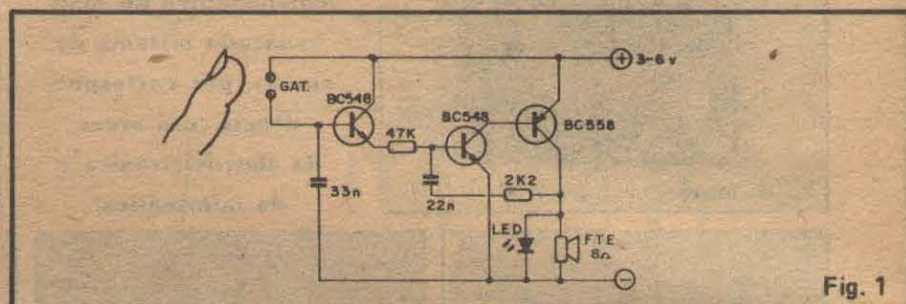 3-6 v
GAT.
BC548
BC548
BC558
47K
33n
22n
2K2
LED
FTE
8Ω
Fig. 1